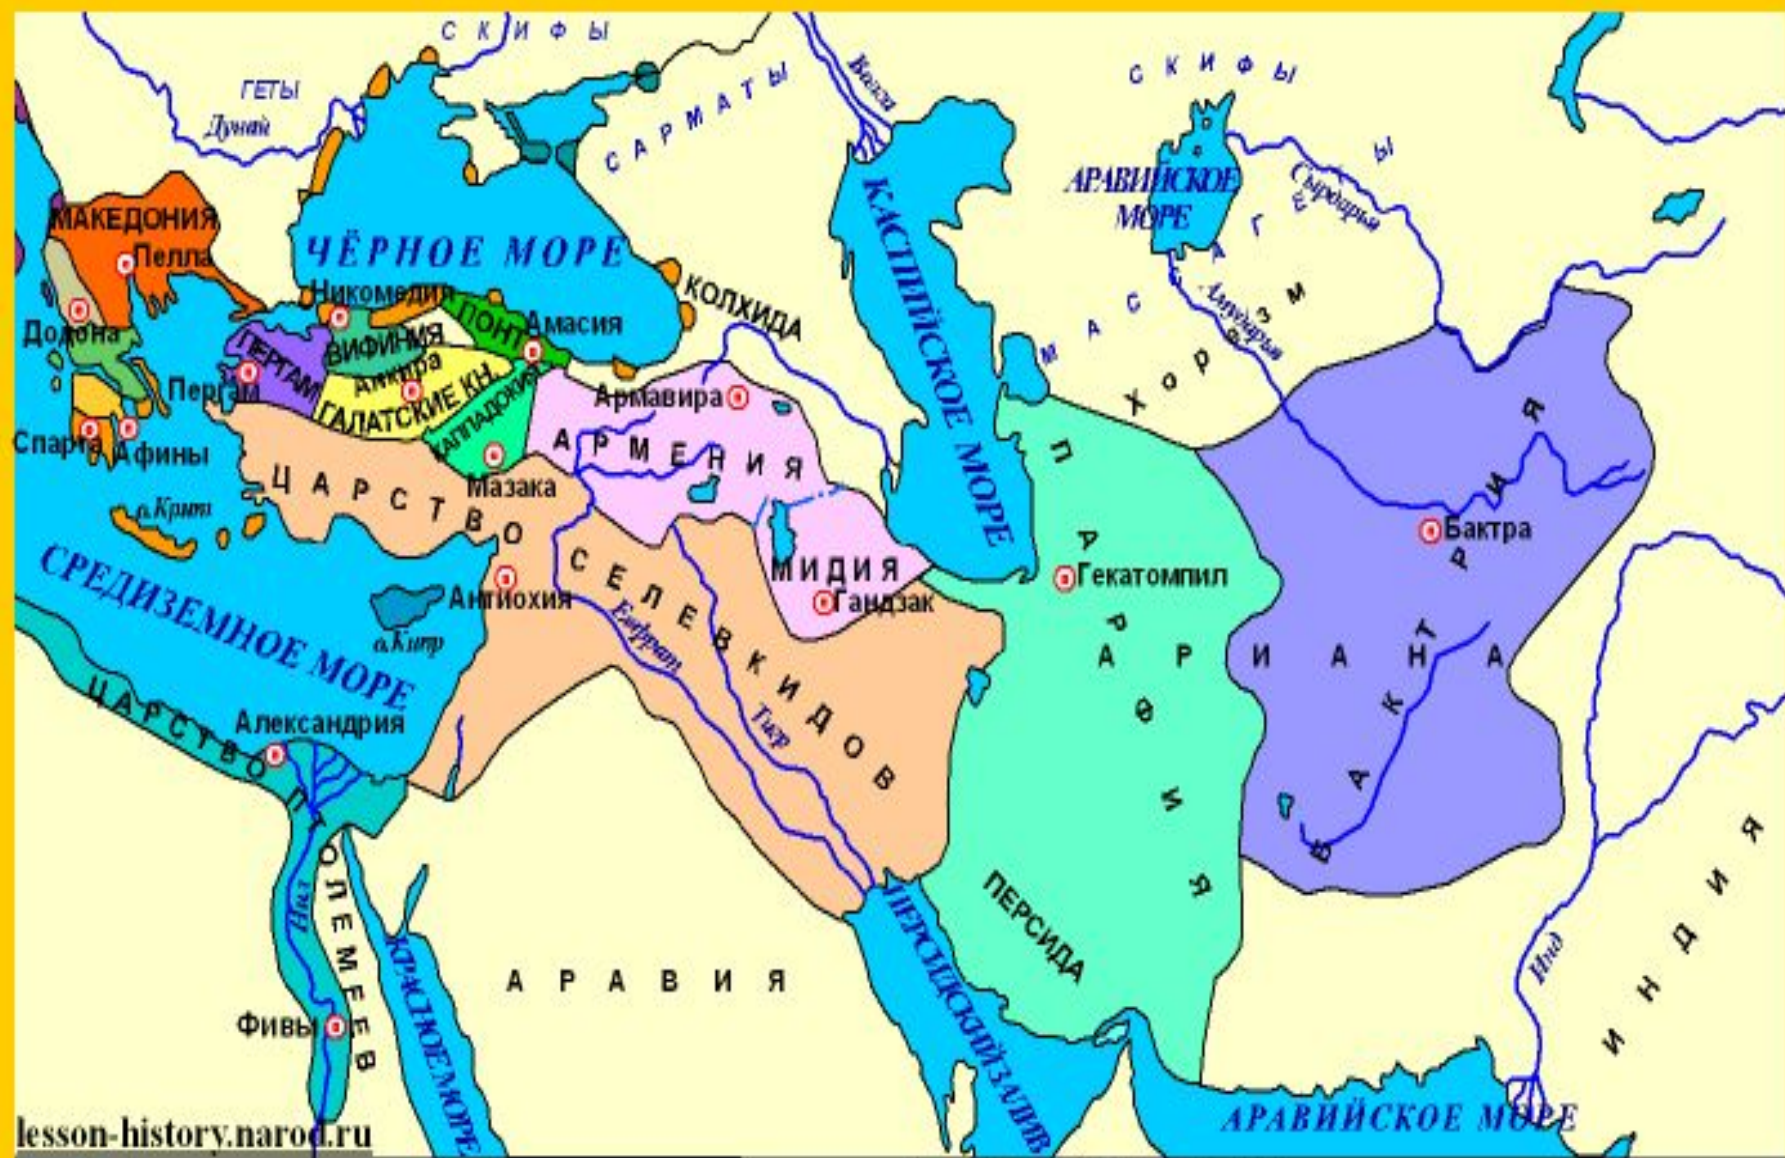 СКИФЫ
ГЕТЫ
Дунай
САРМАТЫ
Волга
СКИФЫ
АРАВИЙСКОЕ
МОРЕ
Сырдарья
МАССАГЕТЫ
Амударья
Хорезм
МАКЕДОНИЯ
Пелла
ЧЁРНОЕ МОРЕ
КАСПИЙСКОЕ МОРЕ
КОЛХИДА
Никомедия
ПОНТ
Амасия
Додона
ПЕРГАМ
ВИФИНИЯ
Анкира
Пергам
ГАЛАТСКИЕ КН.
КАППАДОКИЯ
Армавира
АРМЕНИЯ
Спарта
Афины
Мазака
о.Крит
ЦАРСТВО СЕЛЕВКИДОВ
СРЕДИЗЕМНОЕ МОРЕ
Антиохия
о.Кипр
Евфрат
Тигр
МИДИЯ
Гандзак
ПАРФИЯ
Гекатомпил
АРИАНА
БАКТРИЯ
Бактра
ЦАРСТВО ПТОЛЕМЕЕВ
Александрия
Нил
Фивы
КРАСНОЕ МОРЕ
АРАВИЯ
ПЕРСИДСКИЙ ЗАЛИВ
ПЕРСИДА
Инд
ИНДИЯ
АРАВИЙСКОЕ МОРЕ
lesson-history.narod.ru